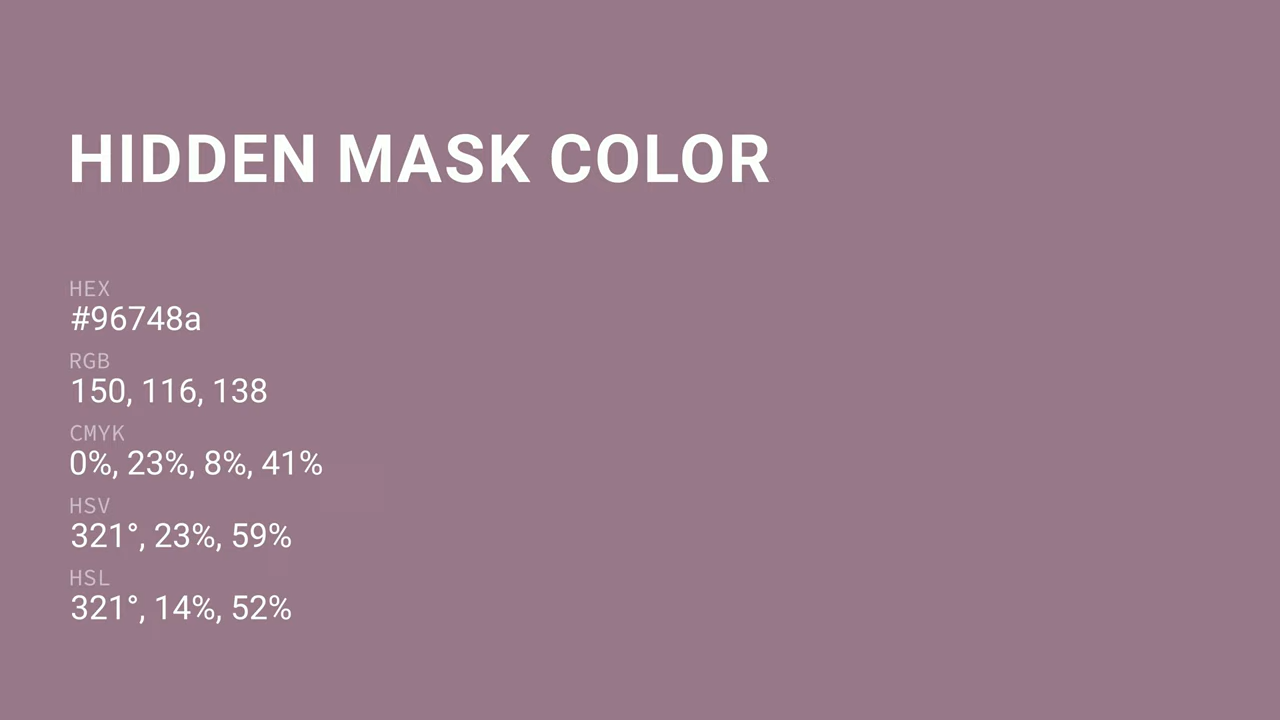 HIDDEN MASK COLOR
HEX
#96748a
RGB
150, 116, 138
CMYK
0%, 23%, 8%, 41%
HSV
321°, 23%, 59%
HSL
321°, 14%, 52%